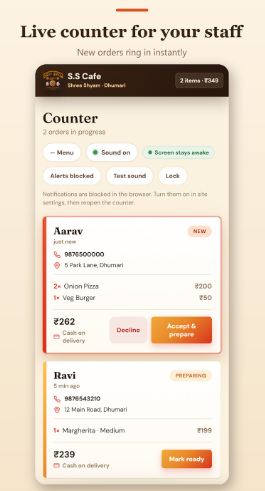 Live counter for your staff
New orders ring in instantly
S.S Cafe
Shree Shyam · Dhumari
2 items · ₹349
Counter
2 orders in progress
← Menu
Sound on
Screen stays awake
Alerts blocked
Test sound
Lock
Notifications are blocked in the browser. Turn them on in site
settings, then reopen the counter.
Aarav
NEW
just now
9876500000
5 Park Lane, Dhumari
2× Onion Pizza ₹200
1× Veg Burger ₹50
₹262
Cash on
delivery
Decline
Accept &
prepare
Ravi
PREPARING
5 min ago
9876543210
12 Main Road, Dhumari
1× Margherita · Medium ₹199
₹239
Cash on delivery
Mark ready